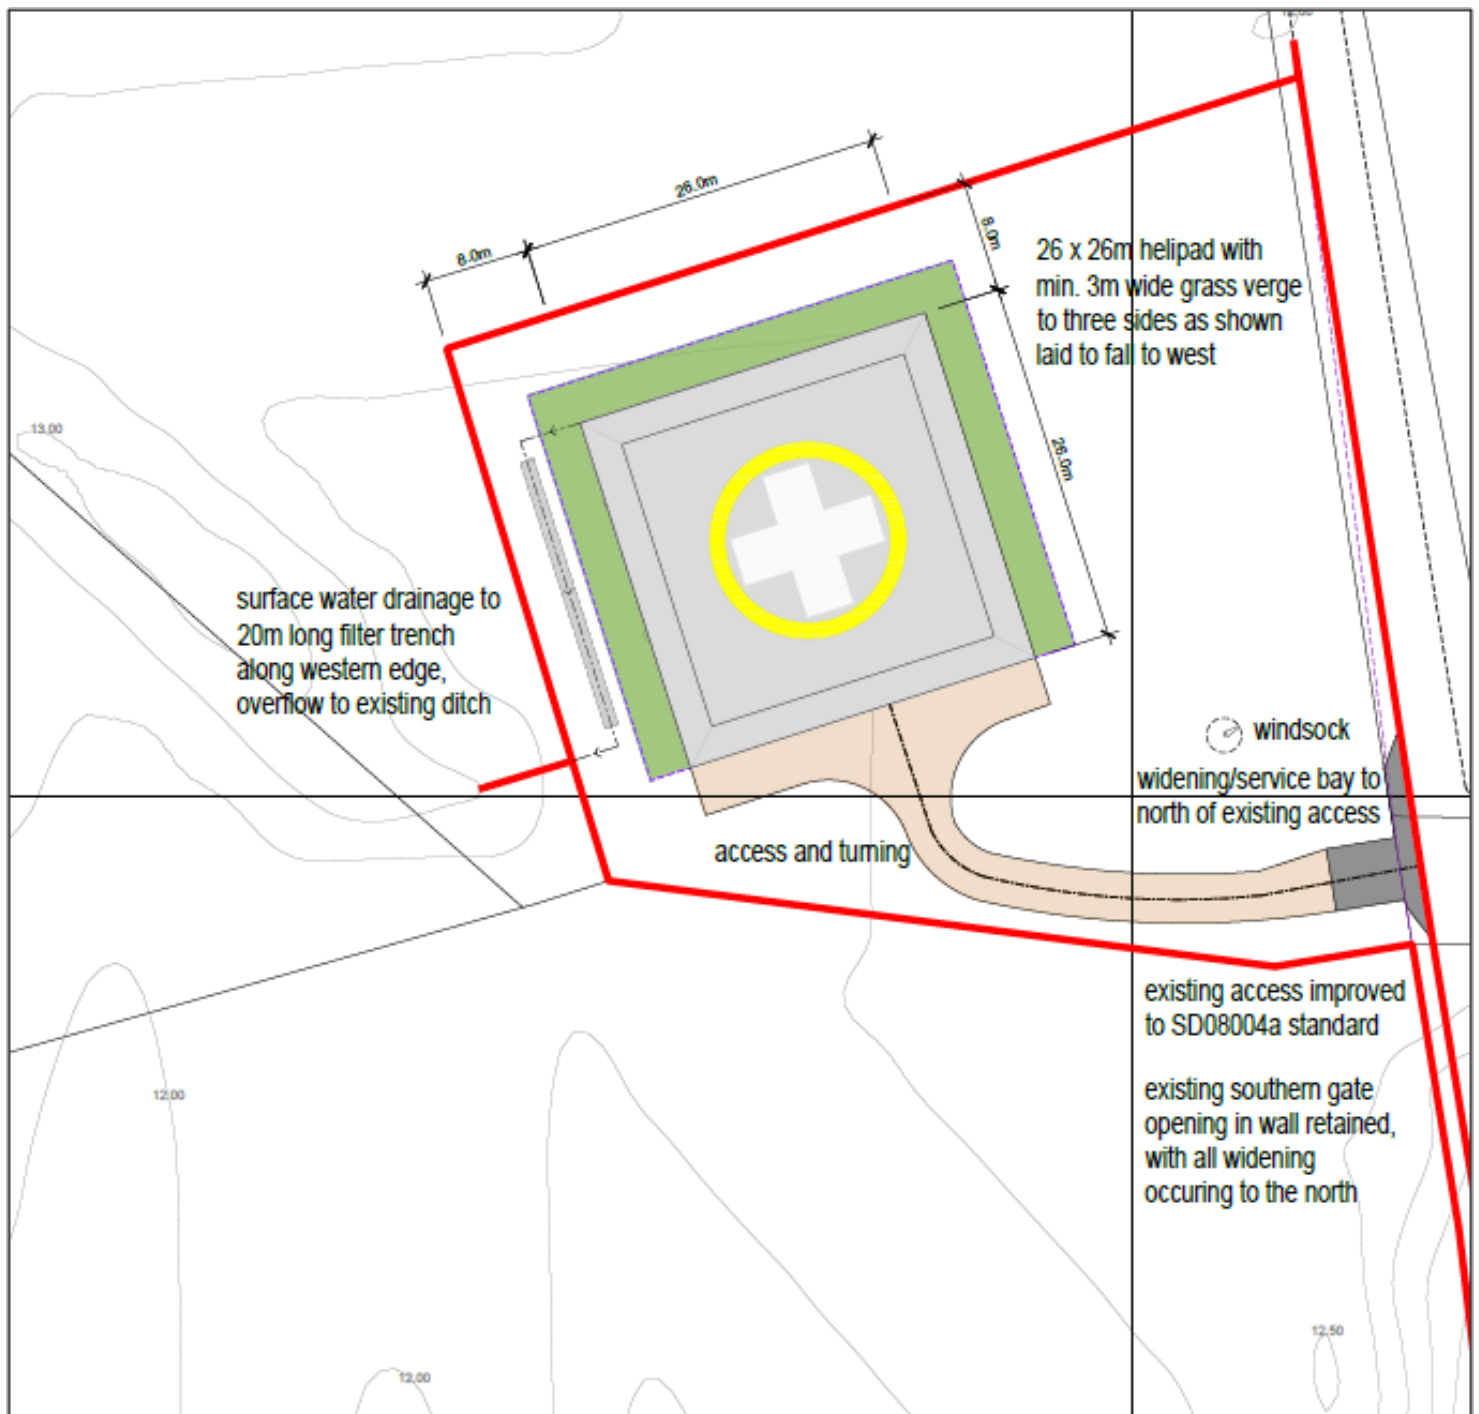 12.00
26.0m
8.0m
8.0m
26 x 26m helipad with
min. 3m wide grass verge
to three sides as shown
laid to fall to west
13.00
26.0m
surface water drainage to
20m long filter trench
along western edge,
overflow to existing ditch
windsock
widening/service bay to
north of existing access
access and turning
existing access improved
to SD08004a standard
existing southern gate
opening in wall retained,
with all widening
occuring to the north
12.00
12.50
12.00